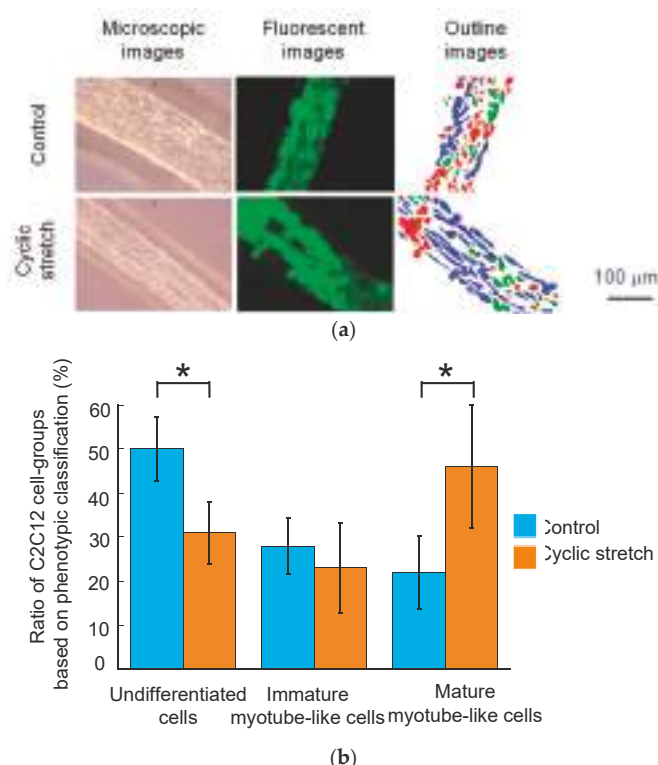 Microscopic images
Fluorescent images
Outline images
Control
Cyclic stretch
100 μm
(a)
Ratio of C2C12 cell-groups
based on phenotypic classification (%)
60
50
40
30
20
10
0
*
*
Control
Cyclic stretch
Undifferentiated cells
Immature myotube-like cells
Mature myotube-like cells
(b)